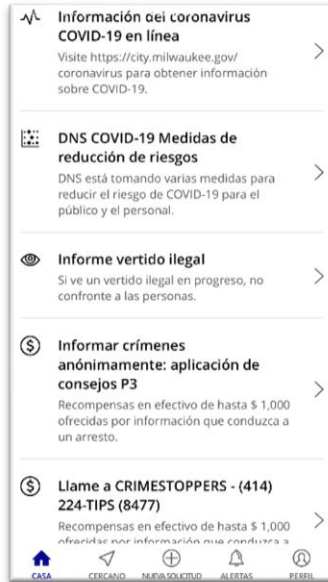 Información del coronavirus
COVID-19 en línea
Visite https://city.milwaukee.gov/
coronavirus para obtener información
sobre COVID-19.
DNS COVID-19 Medidas de
reducción de riesgos
DNS está tomando varias medidas para
reducir el riesgo de COVID-19 para el
público y el personal.
Informe vertido ilegal
Si ve un vertido ilegal en progreso, no
confronte a las personas.
Informar crímenes
anónimamente: aplicación de
consejos P3
Recompensas en efectivo de hasta $ 1,000
ofrecidas por información que conduzca a
un arresto.
Llame a CRIMESTOPPERS - (414)
224-TIPS (8477)
Recompensas en efectivo de hasta $ 1,000
ofrecidas por información que conduzca a
CASA CERCANO NUEVA SOLICITUD ALERTAS PERFIL